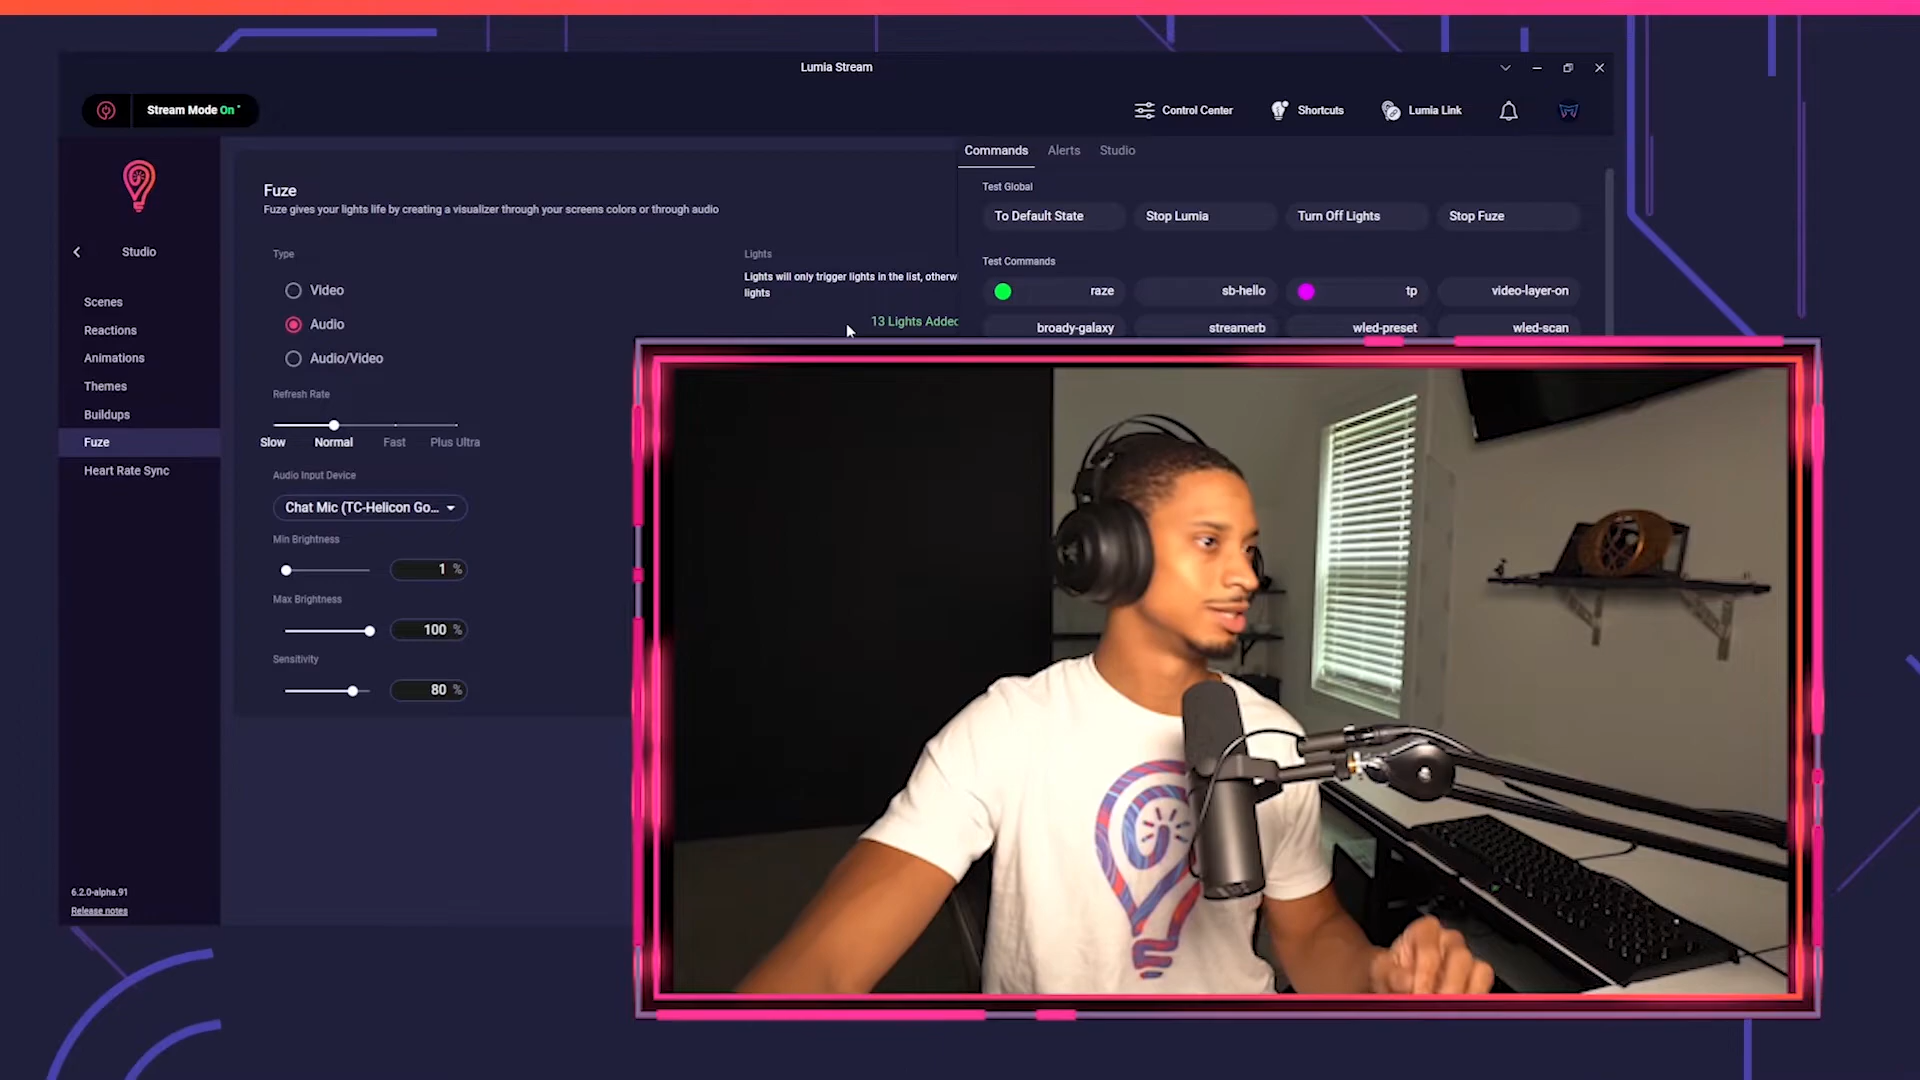 Lumia Stream
Stream Mode On
Control Center
Shortcuts
Lumia Link
Studio
Scenes
Reactions
Animations
Themes
Buildups
Fuze
Heart Rate Sync
6.2.0-alpha.91
Release notes
Fuze
Fuze gives your lights life by creating a visualizer through your screens colors or through audio
Type
Video
Audio
Audio/Video
Refresh Rate
Slow Normal Fast Plus Ultra
Audio Input Device
Chat Mic (TC-Helicon Go...
Min Brightness
1 %
Max Brightness
100 %
Sensitivity
80 %
Lights
Lights will only trigger lights in the list, otherw
lights
13 Lights Added
Commands Alerts Studio
Test Global
To Default State Stop Lumia Turn Off Lights Stop Fuze
Test Commands
raze sb-hello tp video-layer-on
broady-galaxy streamerb wled-preset wled-scan